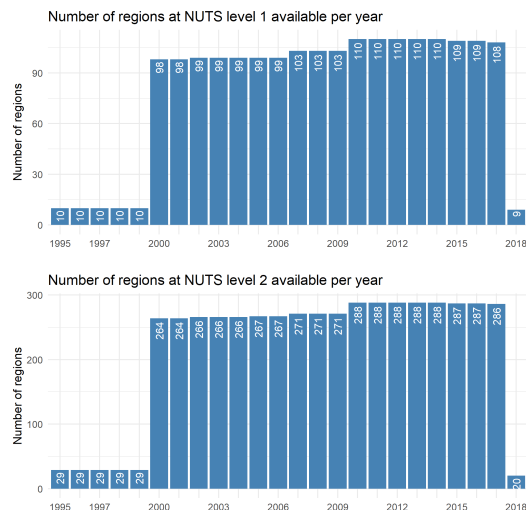 Number of regions at NUTS level 1 available per year
Number of regions
90
60
30
0
10 10 10 10 10 98 98 99 99 99 99 99 103 103 103 110 110 110 110 110 109 109 108 9
1995 1997 2000 2003 2006 2009 2012 2015 2018
Number of regions at NUTS level 2 available per year
Number of regions
300
200
100
0
29 29 29 29 29 264 264 266 266 266 267 267 271 271 271 288 288 288 288 288 287 287 286 20
1995 1997 2000 2003 2006 2009 2012 2015 2018